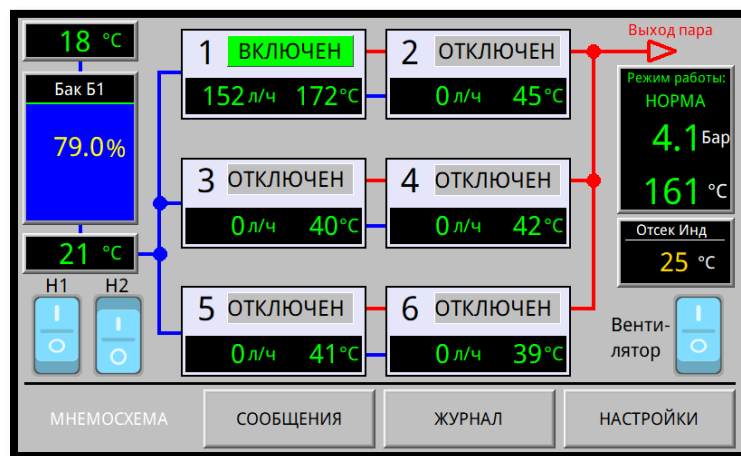 18 °C
Бак Б1
79.0%
21 °C
Н1 Н2
1 ВКЛЮЧЕН
152 л/ч 172°C
2 ОТКЛЮЧЕН
0 л/ч 45°C
3 ОТКЛЮЧЕН
0 л/ч 40°C
4 ОТКЛЮЧЕН
0 л/ч 42°C
5 ОТКЛЮЧЕН
0 л/ч 41°C
6 ОТКЛЮЧЕН
0 л/ч 39°C
Выход пара
Режим работы:
НОРМА
4.1 Бар
161 °C
Отсек Инд
25 °C
Венти-
лятор
МНЕМОСХЕМА СООБЩЕНИЯ ЖУРНАЛ НАСТРОЙКИ